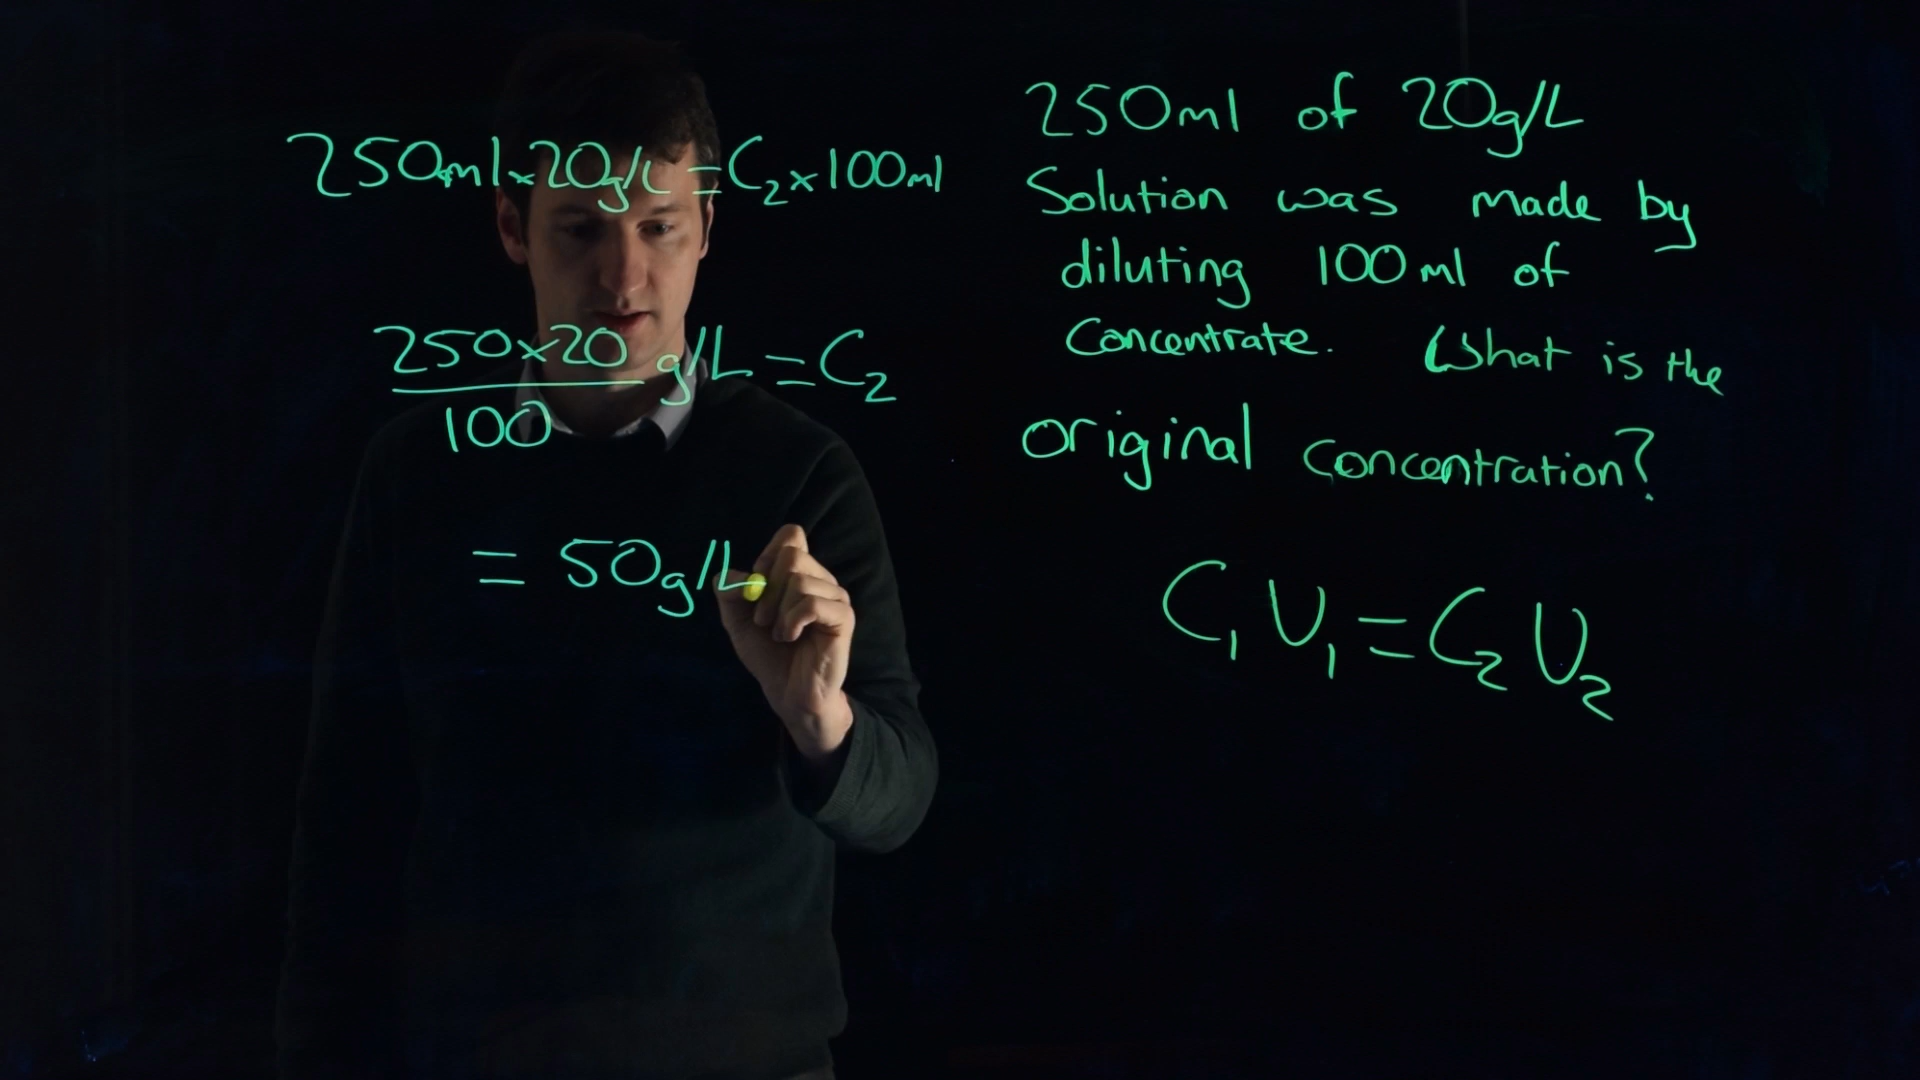 250ml×20g/L=C₂×100ml
250×20
100
g/L=C₂
= 50g/L
250ml of 20g/L
Solution was made by
diluting 100ml of
Concentrate. What is the
original concentration?
C₁V₁=C₂V₂